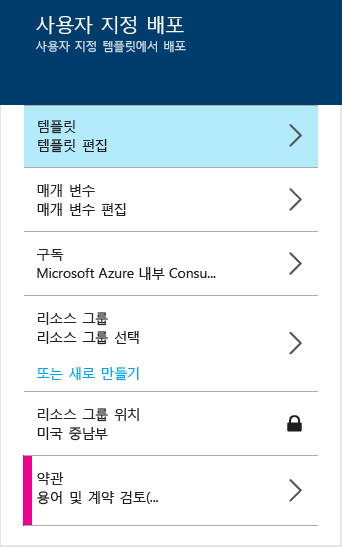 사용자 지정 배포
사용자 지정 템플릿에서 배포
템플릿
템플릿 편집
매개 변수
매개 변수 편집
구독
Microsoft Azure 내부 Consu...
리소스 그룹
리소스 그룹 선택
또는 새로 만들기
리소스 그룹 위치
미국 중남부
약관
용어 및 계약 검토(...